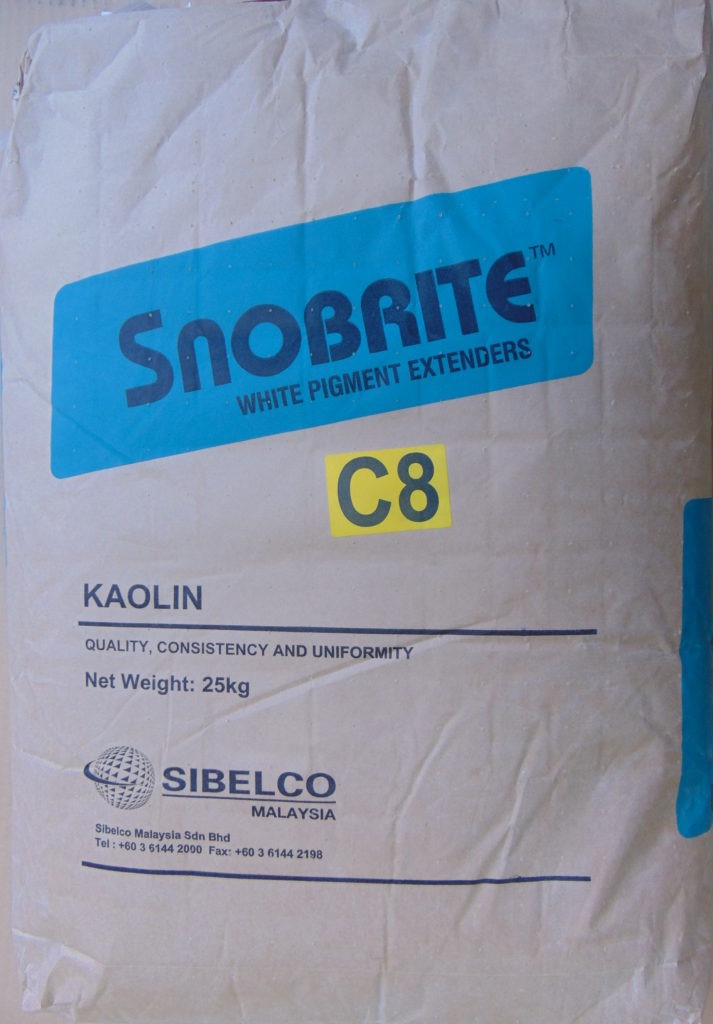 SNOBRITE™
WHITE PIGMENT EXTENDERS
C8
KAOLIN
QUALITY, CONSISTENCY AND UNIFORMITY
Net Weight: 25kg
SIBELCO
MALAYSIA
Sibelco Malaysia Sdn Bhd
Tel : +60 3 6144 2000 Fax: +60 3 6144 2198